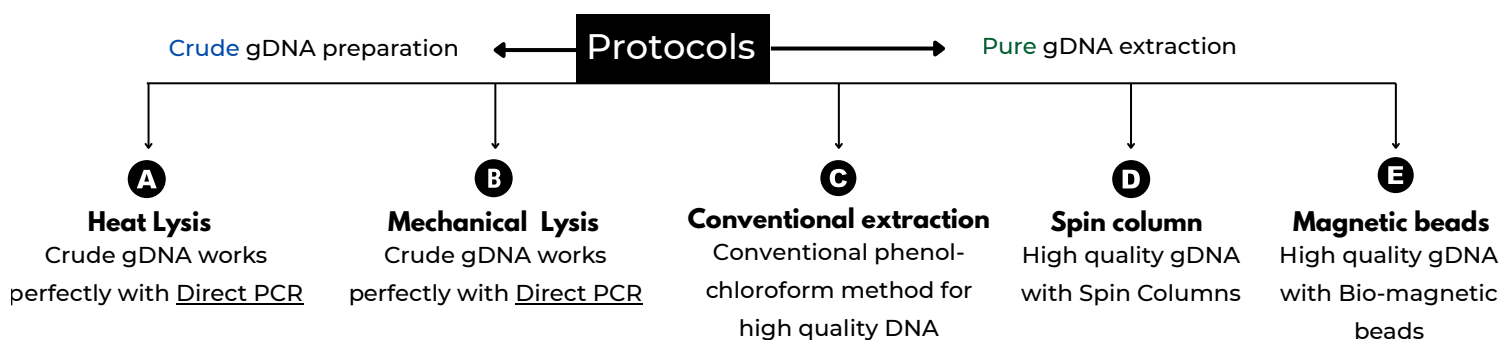 Crude gDNA preparation
Protocols
Pure gDNA extraction
A
Heat Lysis
Crude gDNA works
perfectly with Direct PCR
B
Mechanical Lysis
Crude gDNA works
perfectly with Direct PCR
C
Conventional extraction
Conventional phenol-
chloroform method for
high quality DNA
D
Spin column
High quality gDNA
with Spin Columns
E
Magnetic beads
High quality gDNA
with Bio-magnetic
beads